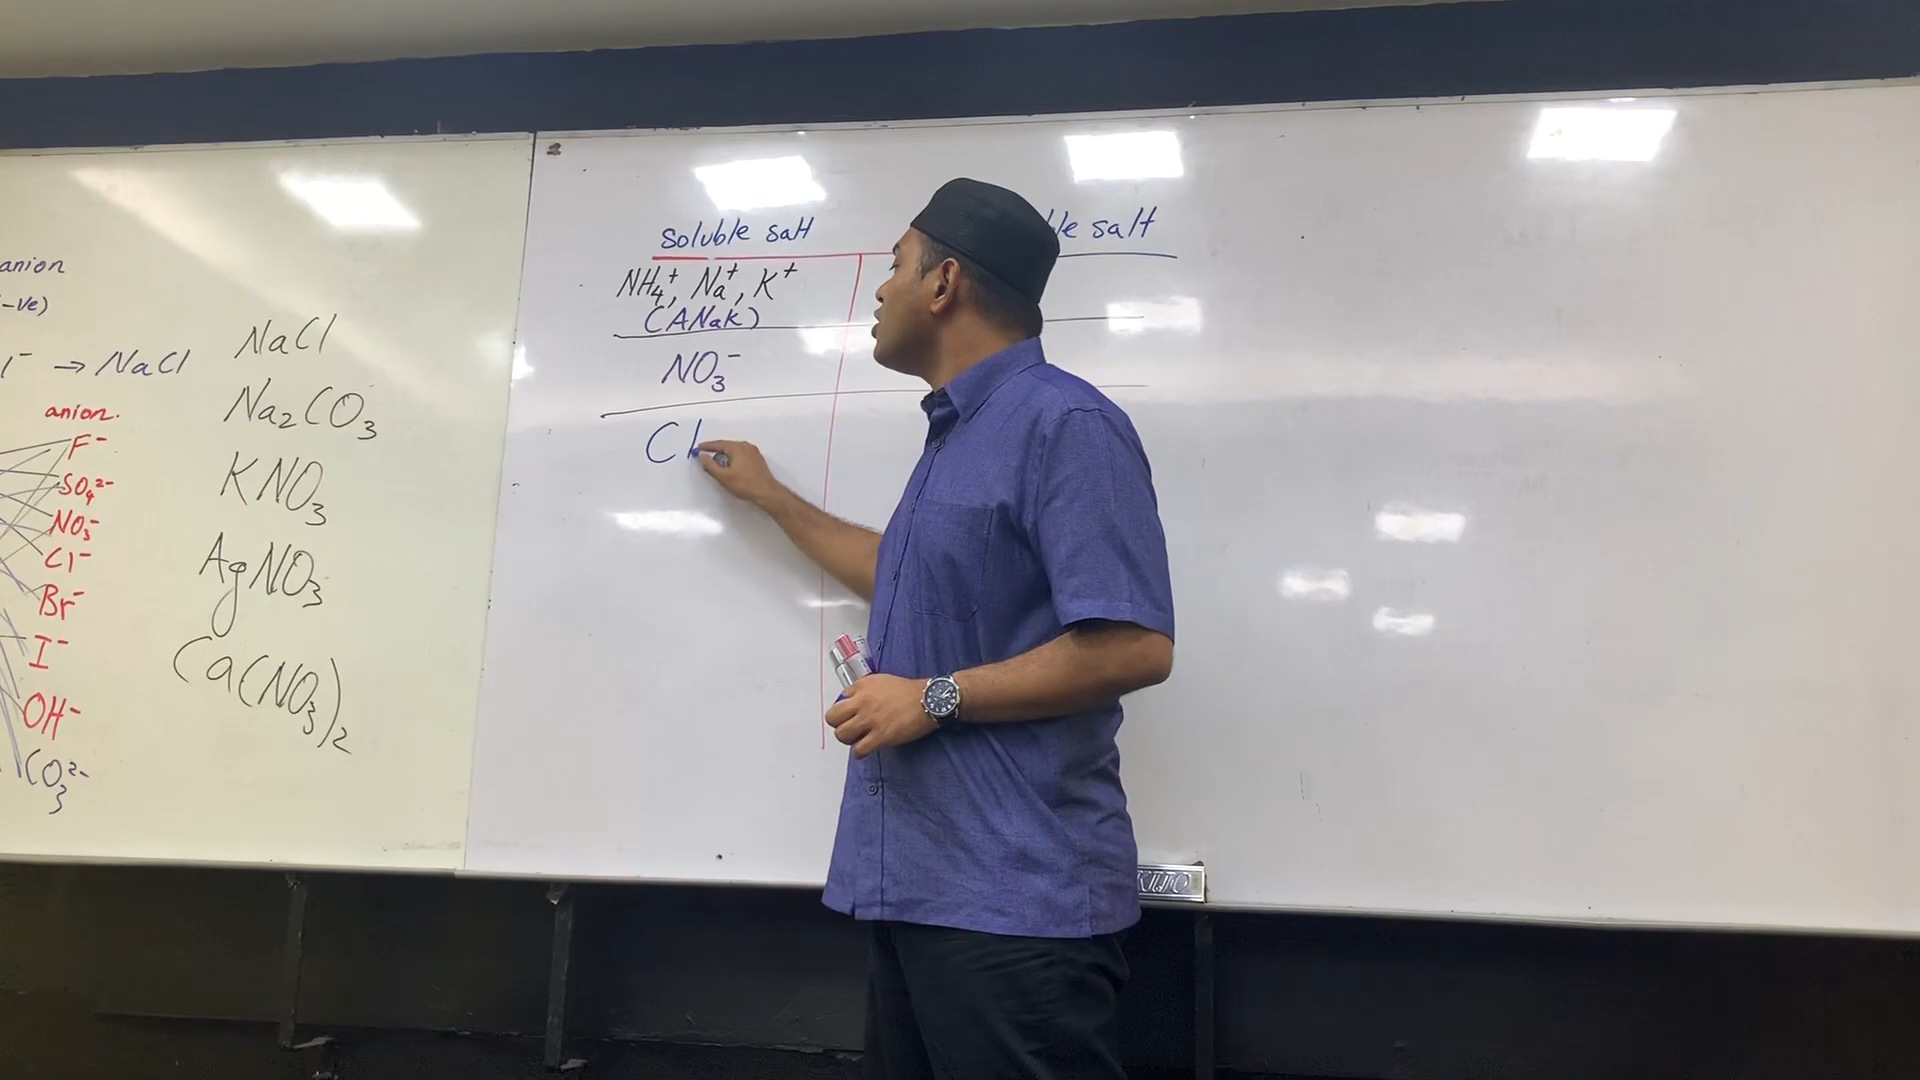 anion
(-ve)
l⁻ → NaCl
anion.
F⁻
SO₄²⁻
NO₃⁻
Cl⁻
Br⁻
I⁻
OH⁻
CO₃²⁻
NaCl
Na₂CO₃
KNO₃
AgNO₃
Ca(NO₃)₂
soluble salt
NH₄⁺, Na⁺, K⁺
(ANaK)
NO₃⁻
Cl
ble salt